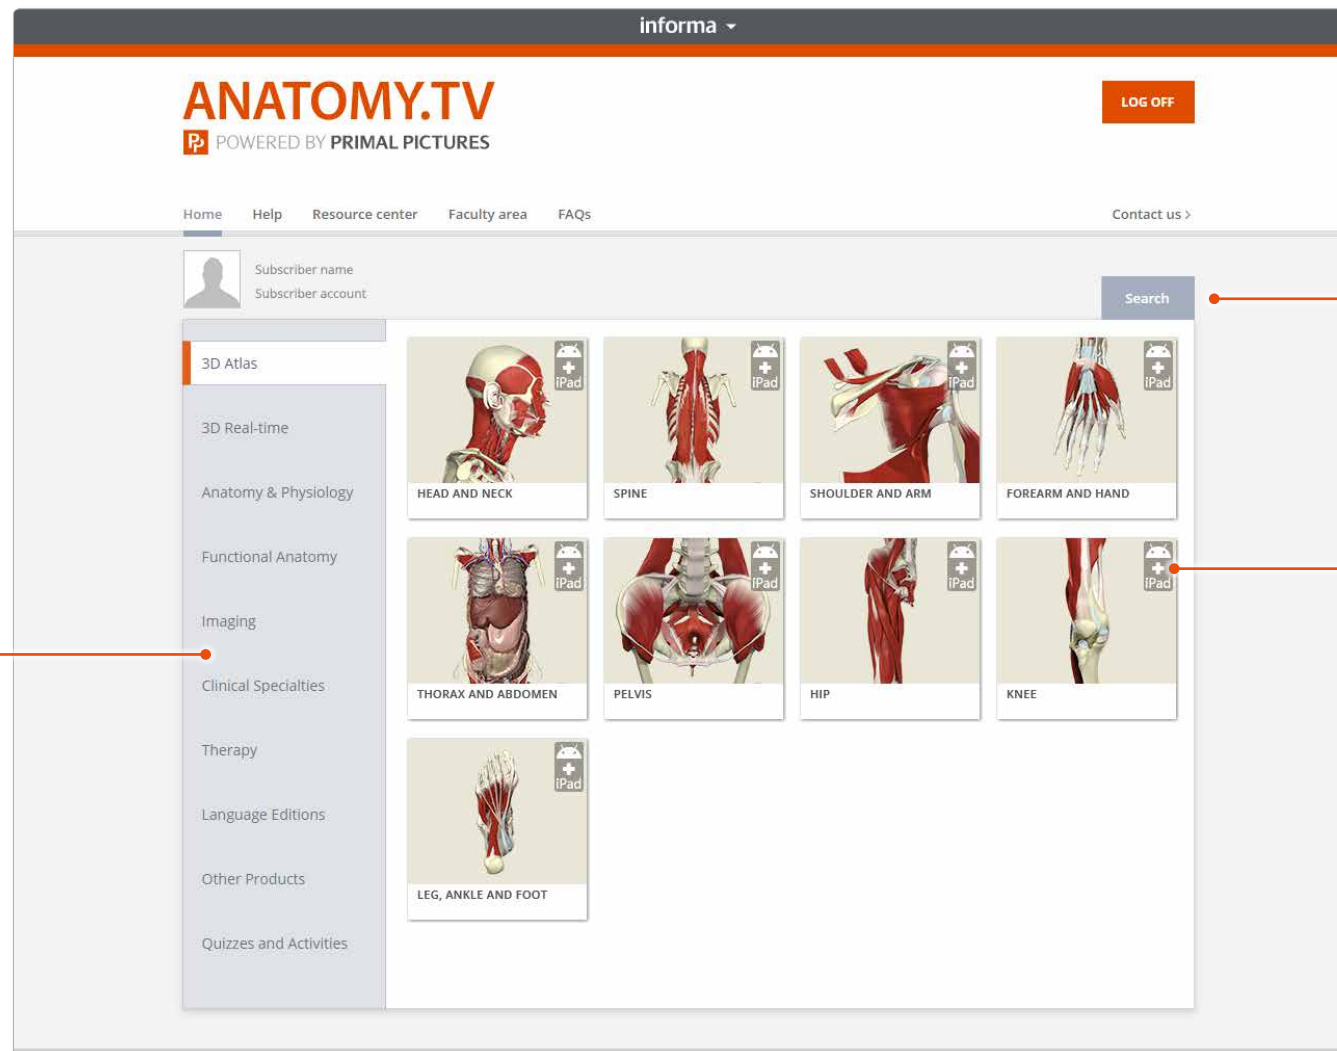 informa
ANATOMY.TV
LOG OFF
POWERED BY PRIMAL PICTURES
Home Help Resource center Faculty area FAQs Contact us >
Subscriber name
Subscriber account
Search
3D Atlas
3D Real-time
Anatomy & Physiology
Functional Anatomy
Imaging
Clinical Specialties
Therapy
Language Editions
Other Products
Quizzes and Activities
iPad iPad iPad iPad
HEAD AND NECK SPINE SHOULDER AND ARM FOREARM AND HAND
iPad iPad iPad iPad
THORAX AND ABDOMEN PELVIS HIP KNEE
iPad
LEG, ANKLE AND FOOT